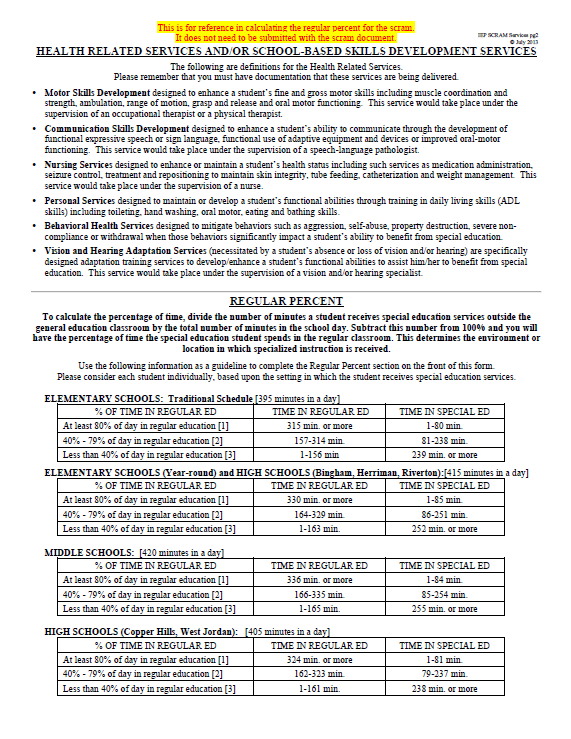 This is for reference in calculating the regular percent for the scram.
It does not need to be submitted with the scram document.
IEP SCRAM Services pg2
© July 2013
HEALTH RELATED SERVICES AND/OR SCHOOL-BASED SKILLS DEVELOPMENT SERVICES
The following are definitions for the Health Related Services.
Please remember that you must have documentation that these services are being delivered.
• Motor Skills Development designed to enhance a student's fine and gross motor skills including muscle coordination and
strength, ambulation, range of motion, grasp and release and oral motor functioning. This service would take place under the
supervision of an occupational therapist or a physical therapist.
• Communication Skills Development designed to enhance a student's ability to communicate through the development of
functional expressive speech or sign language, functional use of adaptive equipment and devices or improved oral-motor
functioning. This service would take place under the supervision of a speech-language pathologist.
• Nursing Services designed to enhance or maintain a student's health status including such services as medication administration,
seizure control, treatment and repositioning to maintain skin integrity, tube feeding, catheterization and weight management. This
service would take place under the supervision of a nurse.
• Personal Services designed to maintain or develop a student's functional abilities through training in daily living skills (ADL
skills) including toileting, hand washing, oral motor, eating and bathing skills.
• Behavioral Health Services designed to mitigate behaviors such as aggression, self-abuse, property destruction, severe non-
compliance or withdrawal when those behaviors significantly impact a student's ability to benefit from special education.
• Vision and Hearing Adaptation Services (necessitated by a student's absence or loss of vision and/or hearing) are specifically
designed adaptation training services to develop/enhance a student's functional abilities to assist him/her to benefit from special
education. This service would take place under the supervision of a vision and/or hearing specialist.
REGULAR PERCENT
To calculate the percentage of time, divide the number of minutes a student receives special education services outside the
general education classroom by the total number of minutes in the school day. Subtract this number from 100% and you will
have the percentage of time the special education student spends in the regular classroom. This determines the environment or
location in which specialized instruction is received.
Use the following information as a guideline to complete the Regular Percent section on the front of this form.
Please consider each student individually, based upon the setting in which the student receives special education services.
ELEMENTARY SCHOOLS: Traditional Schedule [395 minutes in a day]
% OF TIME IN REGULAR ED TIME IN REGULAR ED TIME IN SPECIAL ED
At least 80% of day in regular education [1] 315 min. or more 1-80 min.
40% - 79% of day in regular education [2] 157-314 min. 81-238 min.
Less than 40% of day in regular education [3] 1-156 min 239 min. or more
ELEMENTARY SCHOOLS (Year-round) and HIGH SCHOOLS (Bingham, Herriman, Riverton):[415 minutes in a day]
% OF TIME IN REGULAR ED TIME IN REGULAR ED TIME IN SPECIAL ED
At least 80% of day in regular education [1] 330 min. or more 1-85 min.
40% - 79% of day in regular education [2] 164-329 min. 86-251 min.
Less than 40% of day in regular education [3] 1-163 min. 252 min. or more
MIDDLE SCHOOLS: [420 minutes in a day]
% OF TIME IN REGULAR ED TIME IN REGULAR ED TIME IN SPECIAL ED
At least 80% of day in regular education [1] 336 min. or more 1-84 min.
40% - 79% of day in regular education [2] 166-335 min. 85-254 min.
Less than 40% of day in regular education [3] 1-165 min. 255 min. or more
HIGH SCHOOLS (Copper Hills, West Jordan): [405 minutes in a day]
% OF TIME IN REGULAR ED TIME IN REGULAR ED TIME IN SPECIAL ED
At least 80% of day in regular education [1] 324 min. or more 1-81 min.
40% - 79% of day in regular education [2] 162-323 min. 79-237 min.
Less than 40% of day in regular education [3] 1-161 min. 238 min. or more